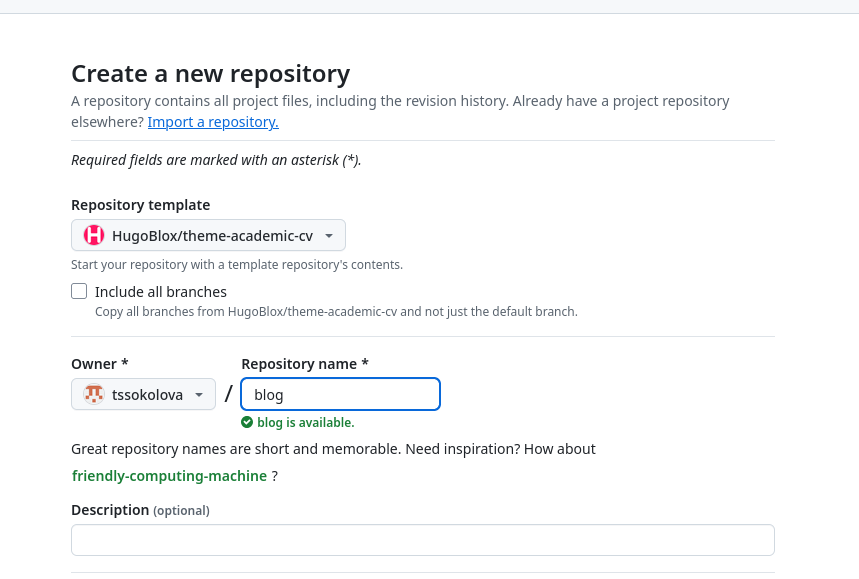 Create a new repository
A repository contains all project files, including the revision history. Already have a project repository
elsewhere? Import a repository.
Required fields are marked with an asterisk (*).
Repository template
HugoBlox/theme-academic-cv
Start your repository with a template repository's contents.
Include all branches
Copy all branches from HugoBlox/theme-academic-cv and not just the default branch.
Owner * Repository name *
tssokolova / blog
blog is available.
Great repository names are short and memorable. Need inspiration? How about
friendly-computing-machine ?
Description (optional)